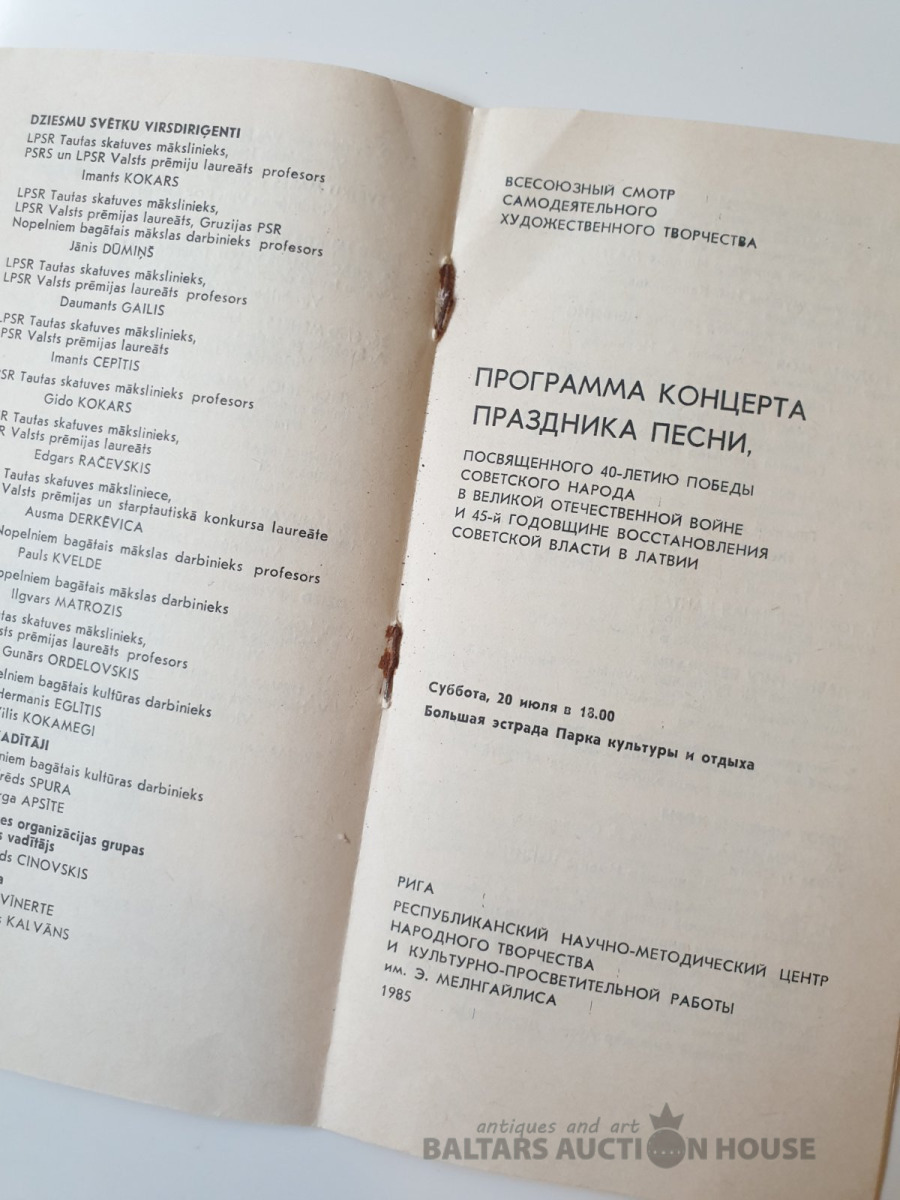 DZIESMU SVĒTKU VIRSDIRIĢENTI
LPSR Tautas skatuves mākslinieks,
PSRS un LPSR Valsts prēmiju laureāts profesors
Imants KOKARS
LPSR Tautas skatuves mākslinieks,
LPSR Valsts prēmijas laureāts, Gruzijas PSR
Nopelniem bagātais mākslas darbinieks profesors
Jānis DŪMIŅŠ
LPSR Tautas skatuves mākslinieks,
LPSR Valsts prēmijas laureāts profesors
Daumants GAILIS
LPSR Tautas skatuves mākslinieks,
PSR Valsts prēmijas laureāts
Imants CEPĪTIS
PSR Tautas skatuves mākslinieks profesors
Gido KOKARS
R Tautas skatuves mākslinieks,
R Valsts prēmijas laureāts
Edgars RAČEVSKIS
Tautas skatuves māksliniece,
Valsts prēmijas un starptautiskā konkursa laureāte
Ausma DERKĒVICA
Nopelniem bagātais mākslas darbinieks profesors
Pauls KVELDE
opelniem bagātais mākslas darbinieks
Ilgvars MATROZIS
tas skatuves mākslinieks,
sts prēmijas laureāts profesors
Gunārs ORDELOVSKIS
elniem bagātais kultūras darbinieks
Hermanis EGLĪTIS
ilis KOKAMEGI
ADĪTĀJI
niem bagātais kultūras darbinieks
rēds SPURA
rga APSĪTE
es organizācijas grupas
s vadītājs
ds CINOVSKIS
a
VĪNERTE
s KALVĀNS
ВСЕСОЮЗНЫЙ СМОТР
САМОДЕЯТЕЛЬНОГО
ХУДОЖЕСТВЕННОГО ТВОРЧЕСТВА
ПРОГРАММА КОНЦЕРТА
ПРАЗДНИКА ПЕСНИ,
ПОСВЯЩЕННОГО 40-ЛЕТИЮ ПОБЕДЫ
СОВЕТСКОГО НАРОДА
В ВЕЛИКОЙ ОТЕЧЕСТВЕННОЙ ВОЙНЕ
И 45-й ГОДОВЩИНЕ ВОССТАНОВЛЕНИЯ
СОВЕТСКОЙ ВЛАСТИ В ЛАТВИИ
Суббота, 20 июля в 18.00
Большая эстрада Парка культуры и отдыха
РИГА
РЕСПУБЛИКАНСКИЙ НАУЧНО-МЕТОДИЧЕСКИЙ ЦЕНТР
НАРОДНОГО ТВОРЧЕСТВА
И КУЛЬТУРНО-ПРОСВЕТИТЕЛЬНОЙ РАБОТЫ
им. Э. МЕЛНГАЙЛИСА
1985
antiques and art
BALTARS AUCTION HOUSE